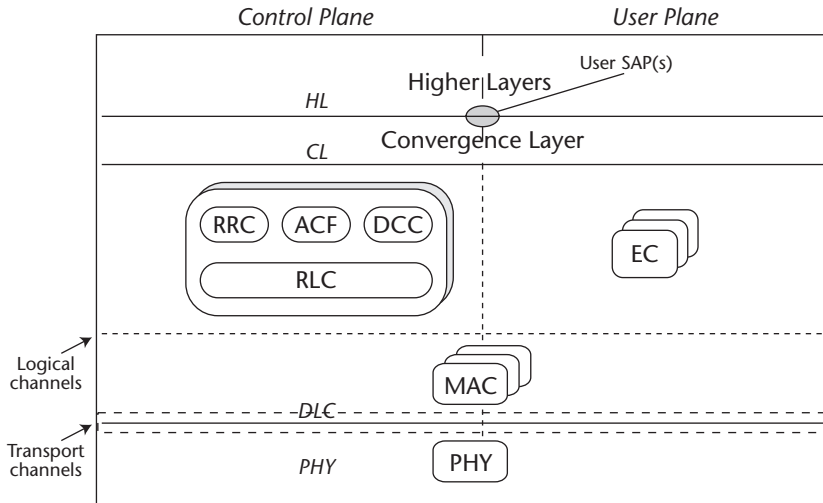 Control Plane
User Plane
User SAP(s)
Higher Layers
HL
Convergence Layer
CL
RRC
ACF
DCC
EC
RLC
Logical
channels
MAC
DLC
Transport
channels
PHY
PHY